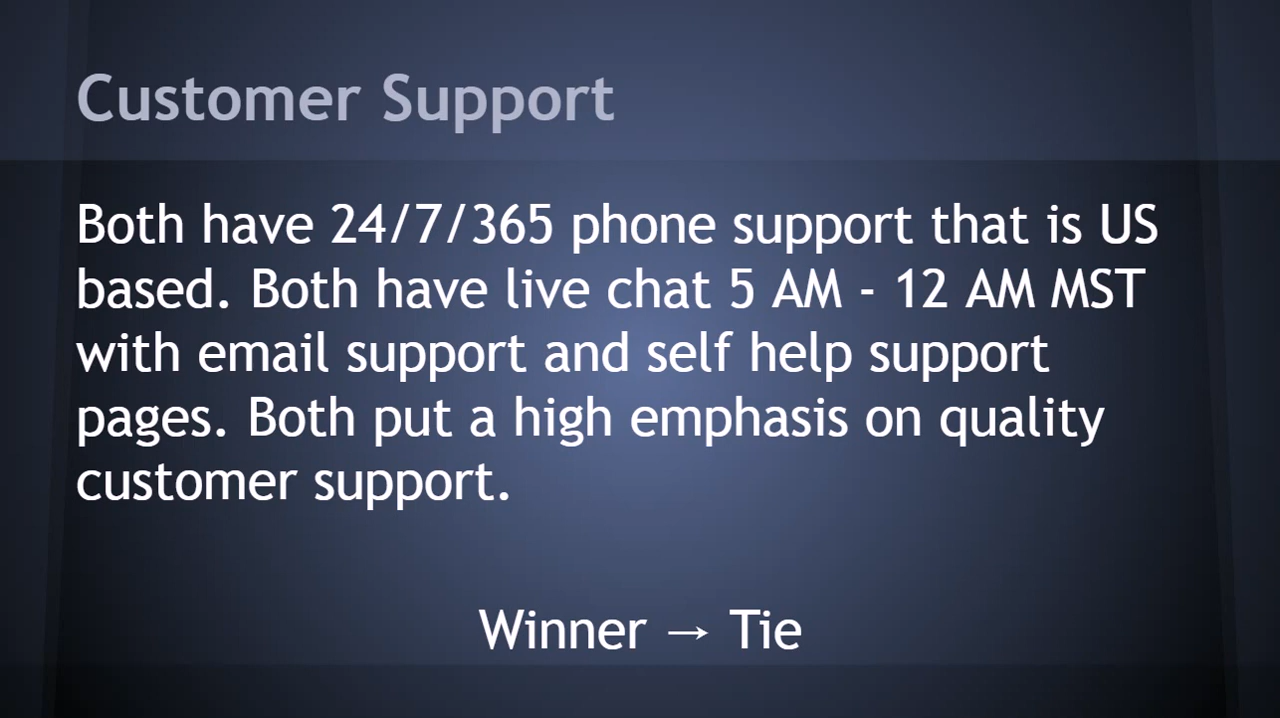 Customer Support
Both have 24/7/365 phone support that is US
based. Both have live chat 5 AM - 12 AM MST
with email support and self help support
pages. Both put a high emphasis on quality
customer support.
Winner → Tie